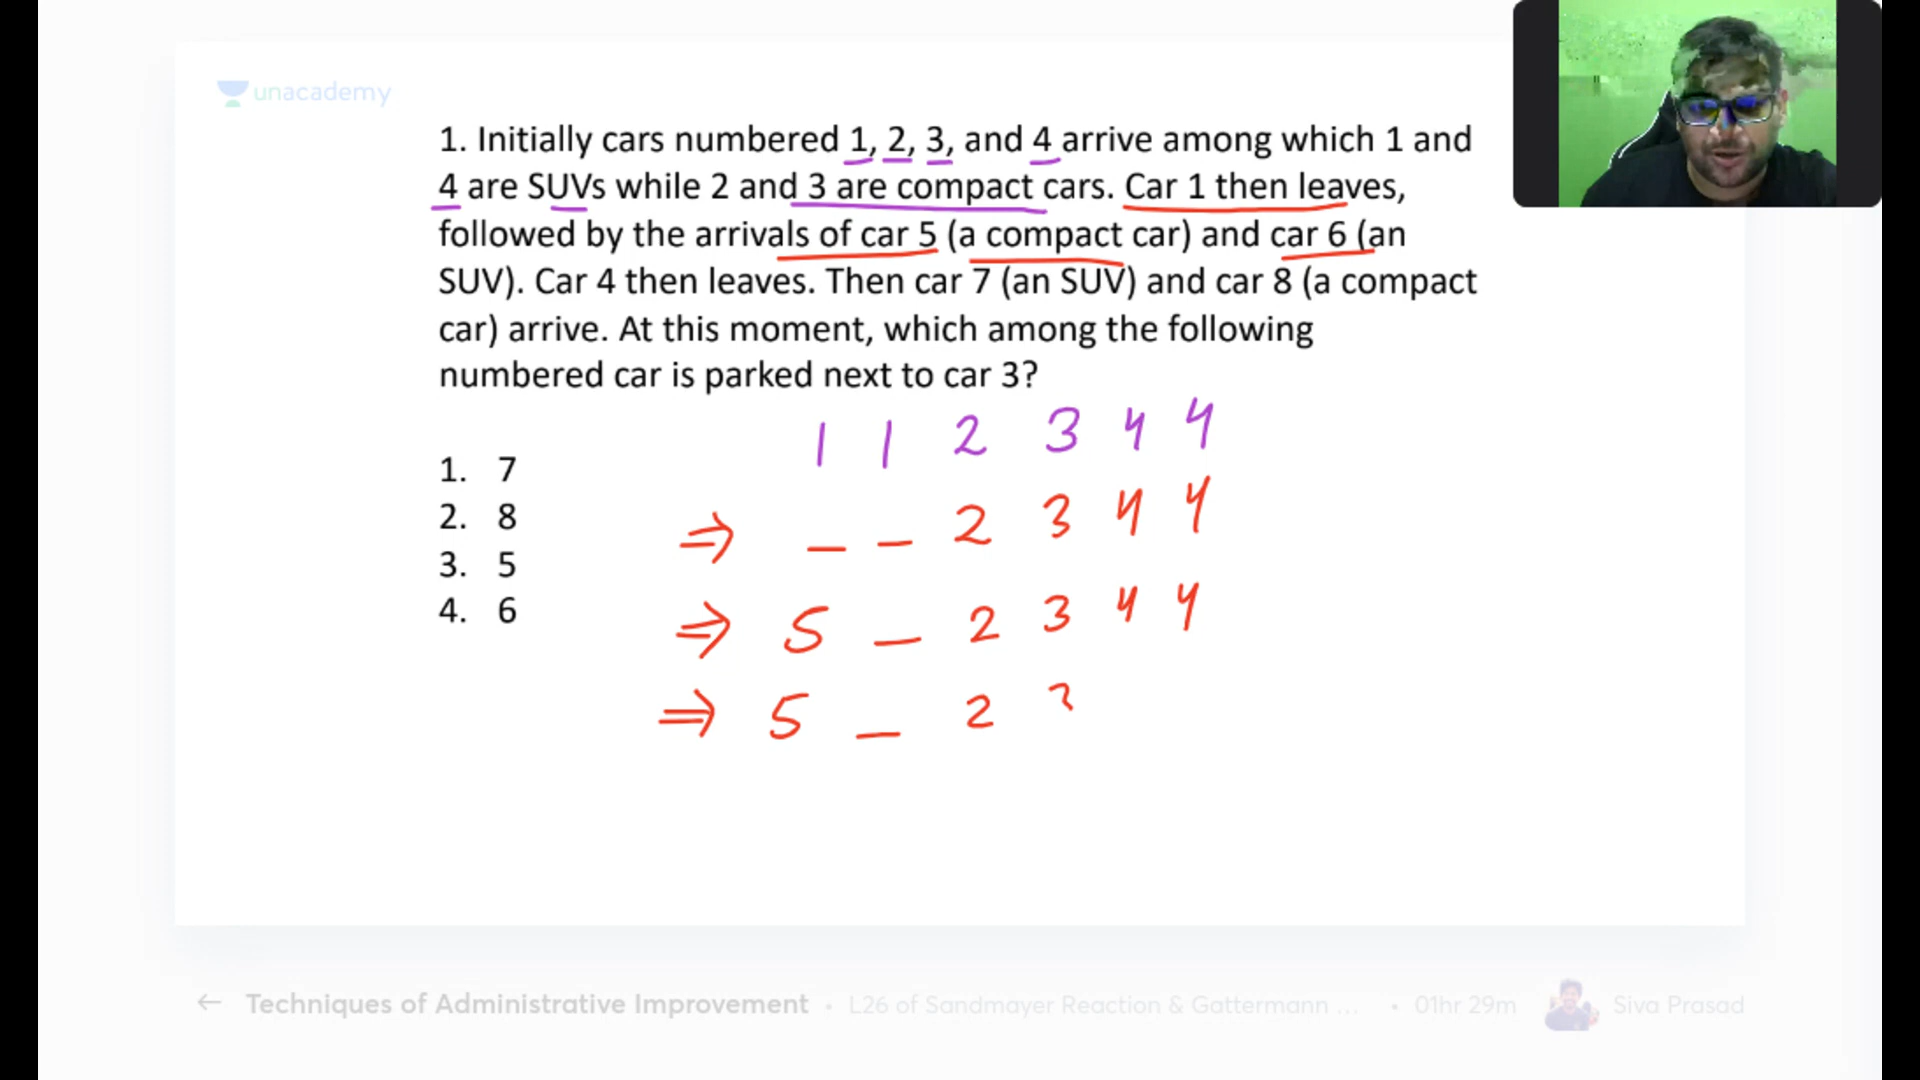 unacademy
1. Initially cars numbered 1, 2, 3, and 4 arrive among which 1 and
4 are SUVs while 2 and 3 are compact cars. Car 1 then leaves,
followed by the arrivals of car 5 (a compact car) and car 6 (an
SUV). Car 4 then leaves. Then car 7 (an SUV) and car 8 (a compact
car) arrive. At this moment, which among the following
numbered car is parked next to car 3?
1 1 2 3 4 4
1. 7
2. 8
⇒ _ _ 2 3 4 4
3. 5
4. 6
⇒ 5 _ 2 3 4 4
⇒ 5 _ 2
← Techniques of Administrative Improvement • L26 of Sandmayer Reaction & Gattermann ... • 01hr 29m Siva Prasad